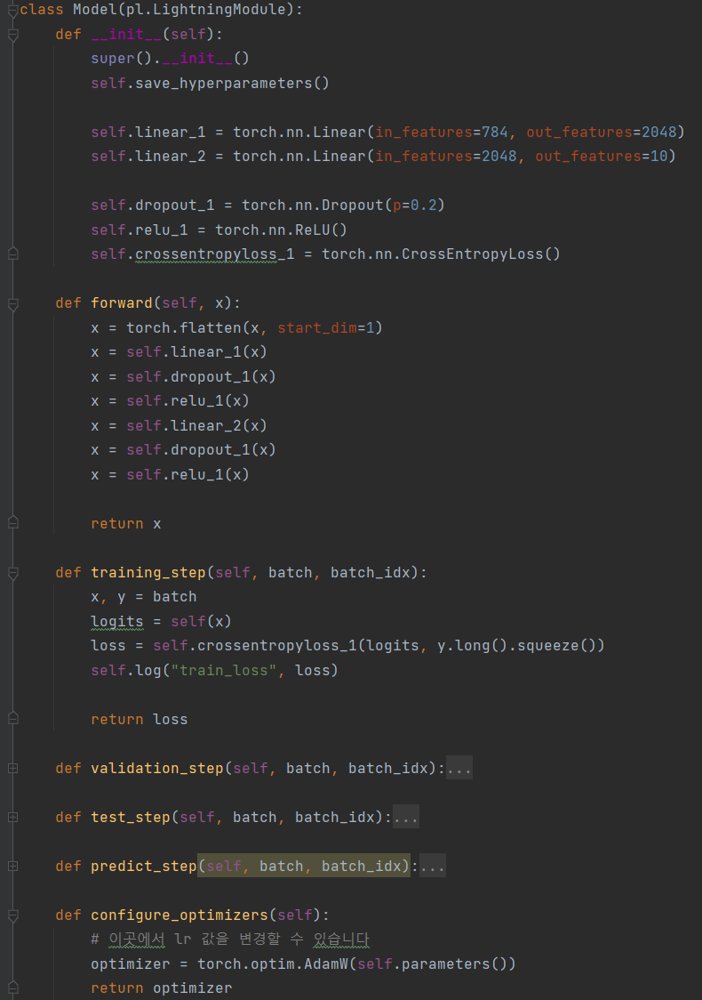 class Model(pl.LightningModule):
    def __init__(self):
        super().__init__()
        self.save_hyperparameters()
        self.linear_1 = torch.nn.Linear(in_features=784, out_features=2048)
        self.linear_2 = torch.nn.Linear(in_features=2048, out_features=10)
        self.dropout_1 = torch.nn.Dropout(p=0.2)
        self.relu_1 = torch.nn.ReLU()
        self.crossentropyloss_1 = torch.nn.CrossEntropyLoss()
    def forward(self, x):
        x = torch.flatten(x, start_dim=1)
        x = self.linear_1(x)
        x = self.dropout_1(x)
        x = self.relu_1(x)
        x = self.linear_2(x)
        x = self.dropout_1(x)
        x = self.relu_1(x)
        return x
    def training_step(self, batch, batch_idx):
        x, y = batch
        logits = self(x)
        loss = self.crossentropyloss_1(logits, y.long().squeeze())
        self.log("train_loss", loss)
        return loss
    def validation_step(self, batch, batch_idx):...
    def test_step(self, batch, batch_idx):...
    def predict_step(self, batch, batch_idx):...
    def configure_optimizers(self):
        # 이곳에서 lr 값을 변경할 수 있습니다
        optimizer = torch.optim.AdamW(self.parameters())
        return optimizer